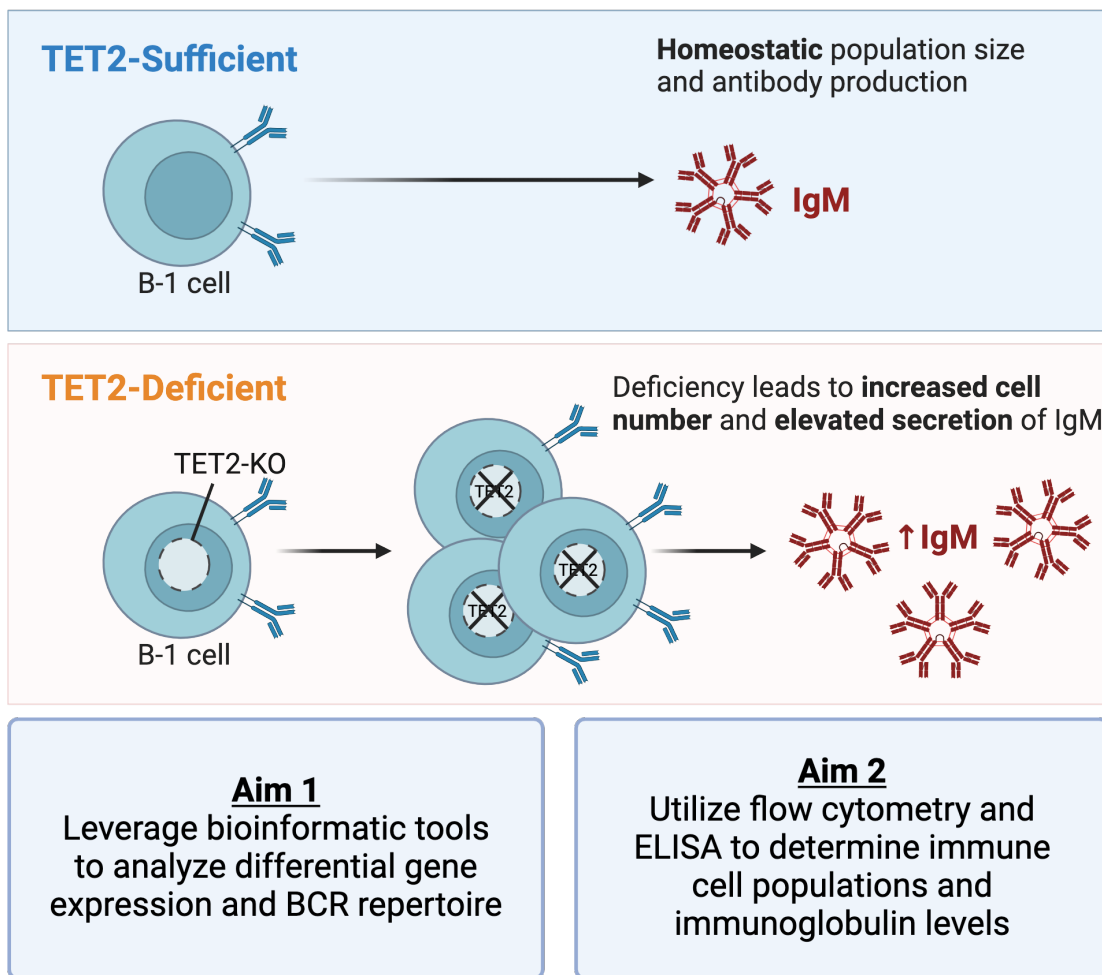 TET2-Sufficient
Homeostatic population size
and antibody production
IgM
B-1 cell
TET2-Deficient
Deficiency leads to increased cell
number and elevated secretion of IgM
TET2-KO
TET2
TET2
TET2
↑IgM
B-1 cell
Aim 1
Leverage bioinformatic tools
to analyze differential gene
expression and BCR repertoire
Aim 2
Utilize flow cytometry and
ELISA to determine immune
cell populations and
immunoglobulin levels